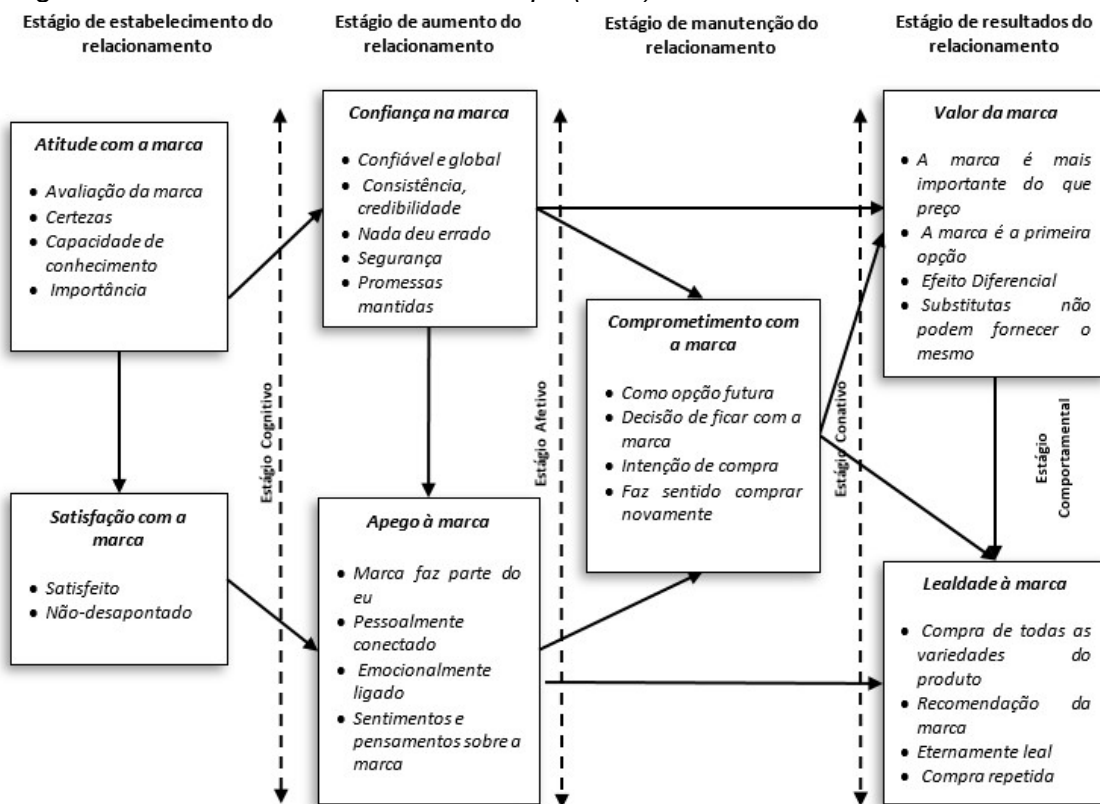 Estágio de estabelecimento do
relacionamento
Estágio de aumento do
relacionamento
Estágio de manutenção do
relacionamento
Estágio de resultados do
relacionamento
Atitude com a marca
• Avaliação da marca
• Certezas
• Capacidade de
conhecimento
• Importância
Satisfação com a
marca
• Satisfeito
• Não-desapontado
Estágio Cognitivo
Confiança na marca
• Confiável e global
• Consistência,
credibilidade
• Nada deu errado
• Segurança
• Promessas
mantidas
Apego à marca
• Marca faz parte do
eu
• Pessoalmente
conectado
• Emocionalmente
ligado
• Sentimentos e
pensamentos sobre a
marca
Estágio Afetivo
Comprometimento com
a marca
• Como opção futura
• Decisão de ficar com a
marca
• Intenção de compra
• Faz sentido comprar
novamente
Estágio Conativo
Valor da marca
• A marca é mais
importante do que
preço
• A marca é a primeira
opção
• Efeito Diferencial
• Substitutas não
podem fornecer o
mesmo
Estágio
Comportamental
Lealdade à marca
• Compra de todas as
variedades do
produto
• Recomendação da
marca
• Eternamente leal
• Compra repetida